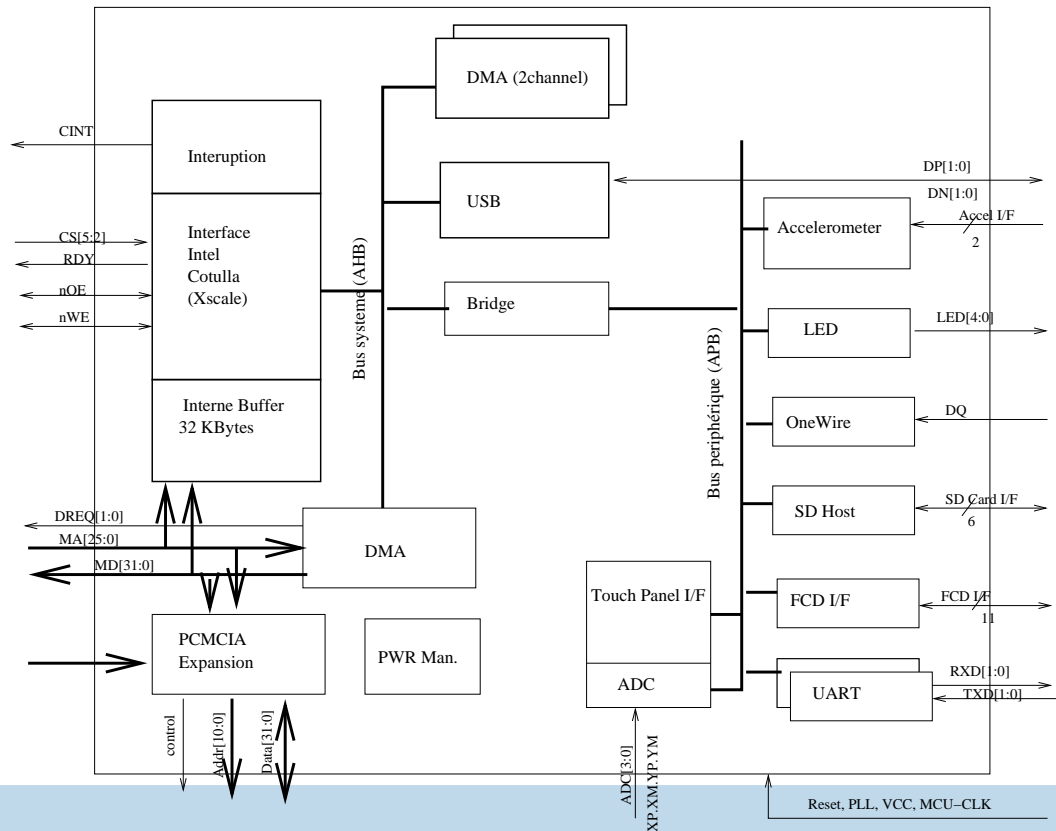 DMA (2channel)
CINT
Interuption
DP[1:0]
USB
DN[1:0]
Accel I/F
2
Accelerometer
CS[5:2]
RDY
nOE
nWE
Interface
Intel
Cotulla
(Xscale)
Bus systeme (AHB)
Bridge
LED
LED[4:0]
Bus periphérique (APB)
Interne Buffer
32 KBytes
OneWire
DQ
SD Host
SD Card I/F
6
DREQ[1:0]
MA[25:0]
MD[31:0]
DMA
Touch Panel I/F
FCD I/F
FCD I/F
11
PCMCIA
Expansion
PWR Man.
ADC
UART
RXD[1:0]
TXD[1:0]
control
Addr[10:0]
Data[31:0]
ADC[3:0]
XP.XM.YP.YM
Reset, PLL, VCC, MCU–CLK